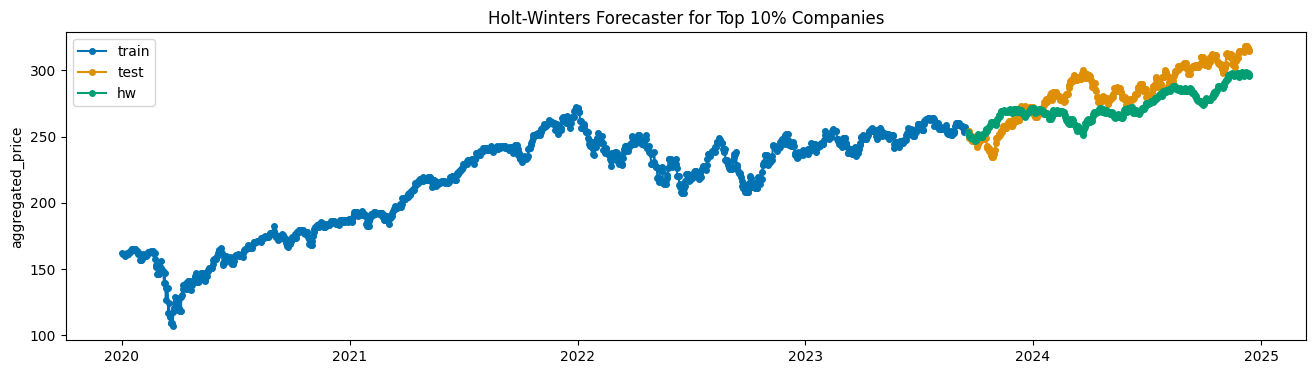 Holt-Winters Forecaster for Top 10% Companies
train
test
hw
aggregated_price
300
250
200
150
100
2020
2021
2022
2023
2024
2025